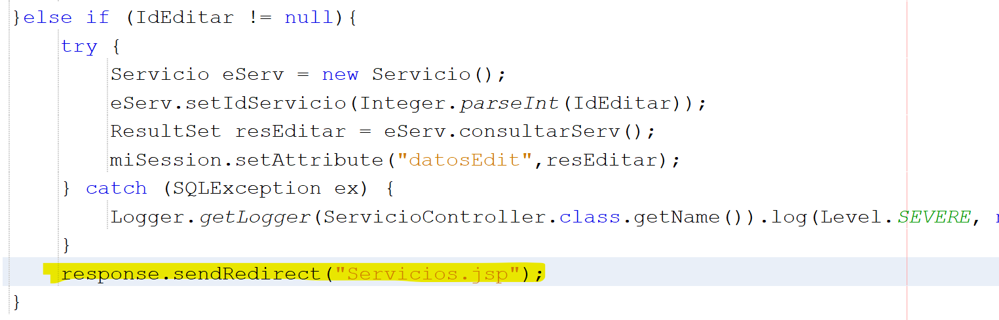 }else if (IdEditar != null){
try {
Servicio eServ = new Servicio();
eServ.setIdServicio(Integer.parseInt(IdEditar));
ResultSet resEditar = eServ.consultarServ();
miSession.setAttribute("datosEdit",resEditar);
} catch (SQLException ex) {
Logger.getLogger(ServicioController.class.getName()).log(Level.SEVERE,
}
response.sendRedirect("Servicios.jsp");
}